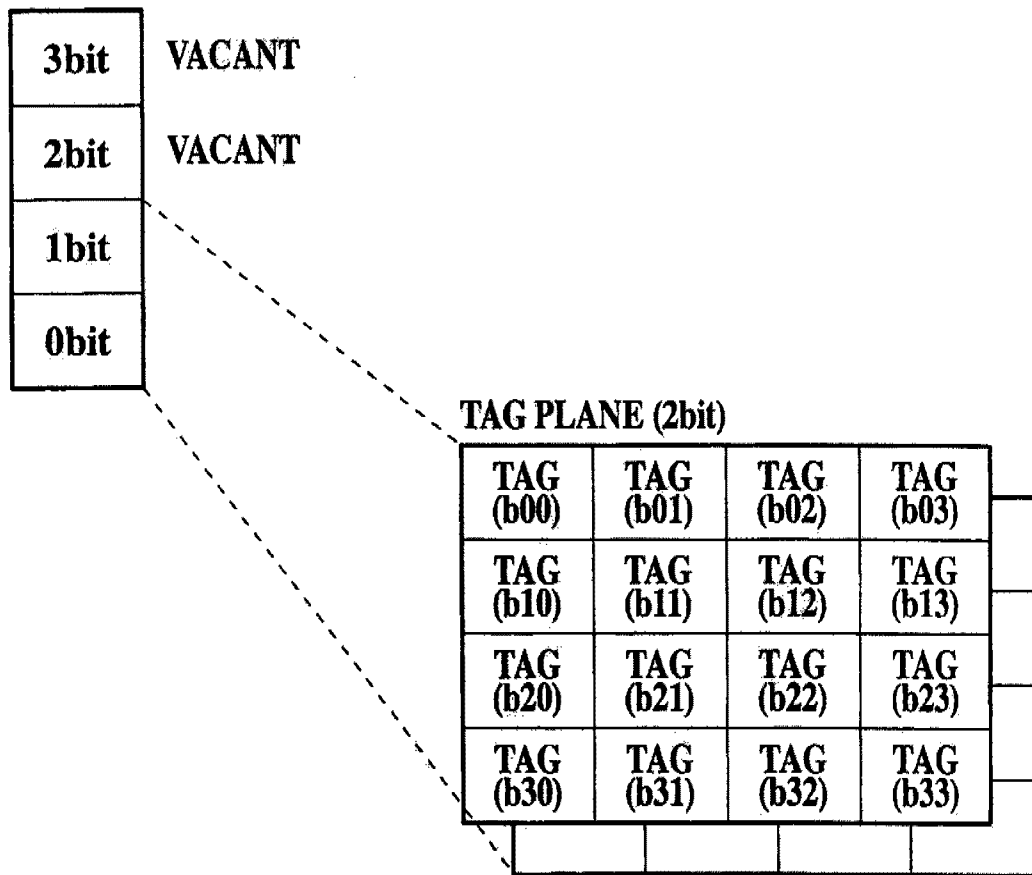 3bit VACANT
2bit VACANT
1bit
0bit
TAG PLANE (2bit)
TAG TAG TAG TAG
(b00) (b01) (b02) (b03)
TAG TAG TAG TAG
(b10) (b11) (b12) (b13)
TAG TAG TAG TAG
(b20) (b21) (b22) (b23)
TAG TAG TAG TAG
(b30) (b31) (b32) (b33)